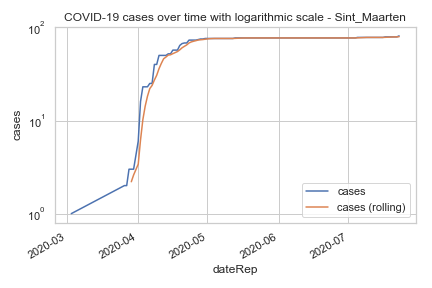 COVID-19 cases over time with logarithmic scale - Sint_Maarten
10²
10¹
10⁰
cases
2020-03
2020-04
2020-05
2020-06
2020-07
dateRep
cases
cases (rolling)